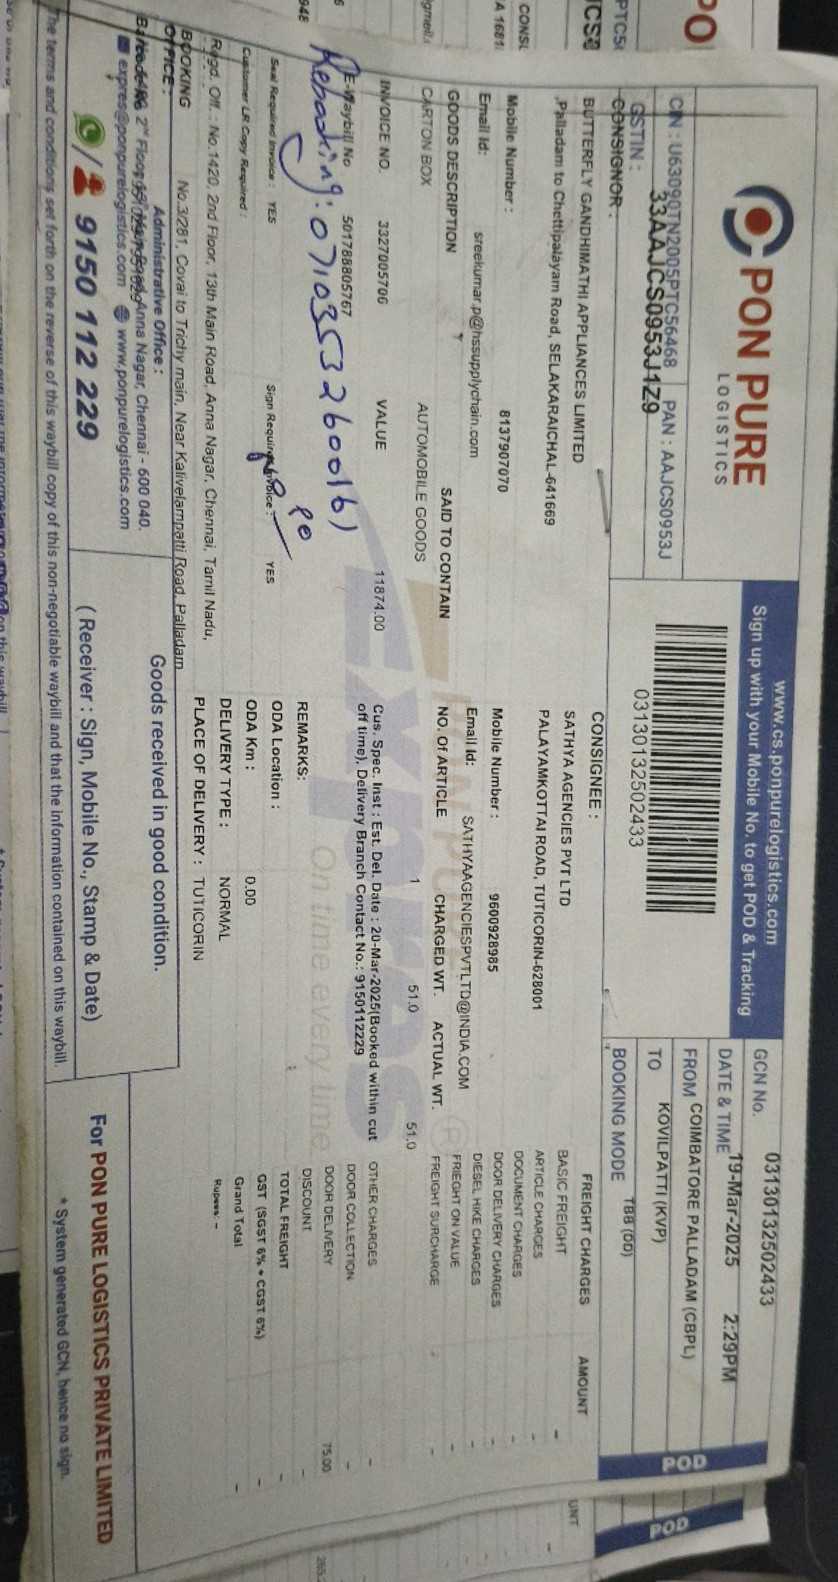 PON PURE
LOGISTICS
CIN : U63090TN2005PTC56468 PAN : AAJCS0953J
GSTIN : 33AAJCS0953J1Z9
www.cs.ponpurelogistics.com
Sign up with your Mobile No. to get POD & Tracking
03130132502433
GCN No. 03130132502433
DATE & TIME 19-Mar-2025 2:29PM
FROM COIMBATORE PALLADAM (CBPL)
TO KOVILPATTI (KVP)
BOOKING MODE TBB (DD)
POD
CONSIGNOR :
BUTTERFLY GANDHIMATHI APPLIANCES LIMITED
,Palladam to Chettipalayam Road, SELAKARAICHAL-641669
Mobile Number : 8137907070
Email Id: sreekumar.p@hssupplychain.com
CONSIGNEE :
SATHYA AGENCIES PVT LTD
PALAYAMKOTTAI ROAD, TUTICORIN-628001
Mobile Number : 9600928985
Email Id: SATHYAAGENCIESPVTLTD@INDIA.COM
GOODS DESCRIPTION SAID TO CONTAIN NO. Of ARTICLE CHARGED WT. ACTUAL WT.
CARTON BOX AUTOMOBILE GOODS 1 51.0 51.0
INVOICE NO. 3327005706 VALUE 11874.00
E-Waybill No 501788805767
Rebooking: 0710353260016)
Seal Required Invoice : YES Sign Required Invoice : YES
Customer LR Copy Required :
Cus. Spec. Inst : Est. Del. Date : 20-Mar-2025(Booked within cut
off time), Delivery Branch Contact No.: 9150112229
On time every time
REMARKS:
ODA Location :
ODA Km : 0.00
DELIVERY TYPE : NORMAL
PLACE OF DELIVERY : TUTICORIN
FREIGHT CHARGES AMOUNT
BASIC FREIGHT -
ARTICLE CHARGES -
DOCUMENT CHARGES -
DOOR DELIVERY CHARGES -
DIESEL HIKE CHARGES -
FRIEGHT ON VALUE -
FREIGHT SURCHARGE -
OTHER CHARGES -
DOOR COLLECTION -
DOOR DELIVERY 75.00
DISCOUNT -
TOTAL FREIGHT -
GST (SGST 6% + CGST 6%) -
Grand Total -
Rupees: -
Regd. Off. : No.1420, 2nd Floor, 13th Main Road, Anna Nagar, Chennai, Tamil Nadu,
BOOKING OFFICE : No.3/281, Covai to Trichy main, Near Kalivelampatti Road, Palladam
Administrative Office :
Anna Nagar, Chennai - 600 040.
expres@ponpurelogistics.com www.ponpurelogistics.com
9150 112 229
Goods received in good condition.
( Receiver : Sign, Mobile No., Stamp & Date)
For PON PURE LOGISTICS PRIVATE LIMITED
* System generated GCN, hence no sign.
The terms and conditions set forth on the reverse of this waybill copy of this non-negotiable waybill and that the information contained on this waybill.